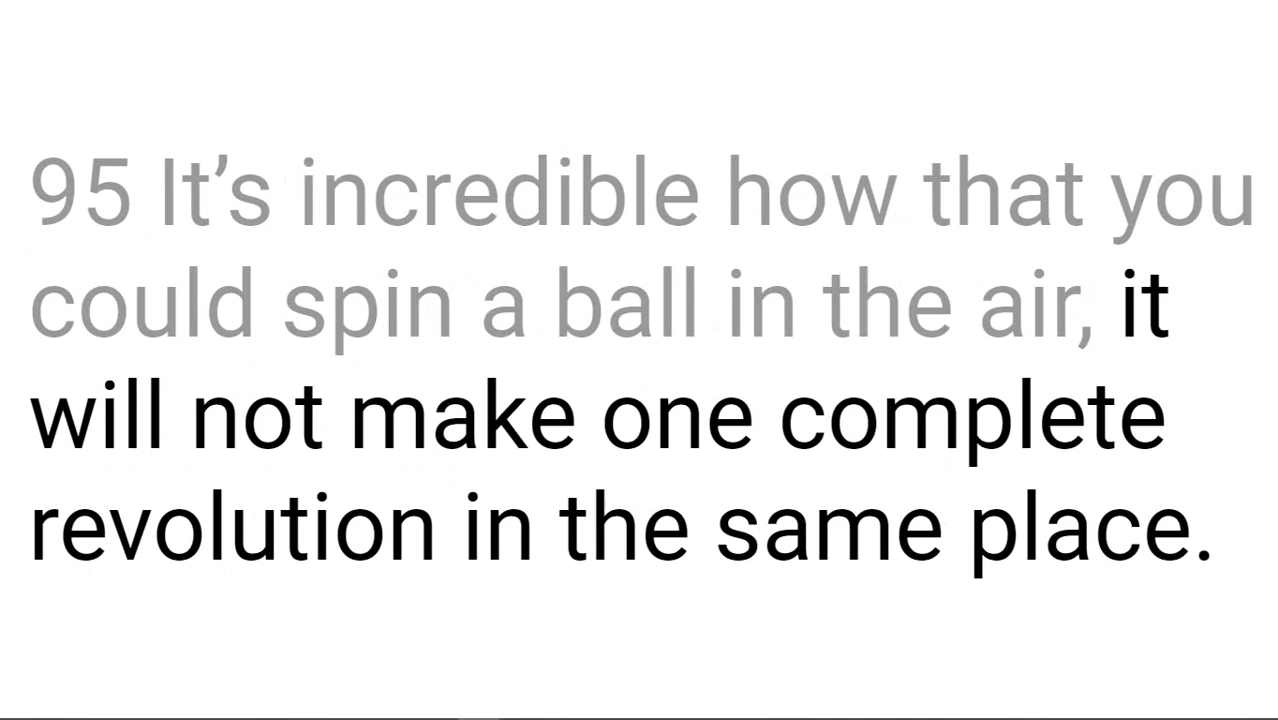 95 It’s incredible how that you
could spin a ball in the air, it
will not make one complete
revolution in the same place.